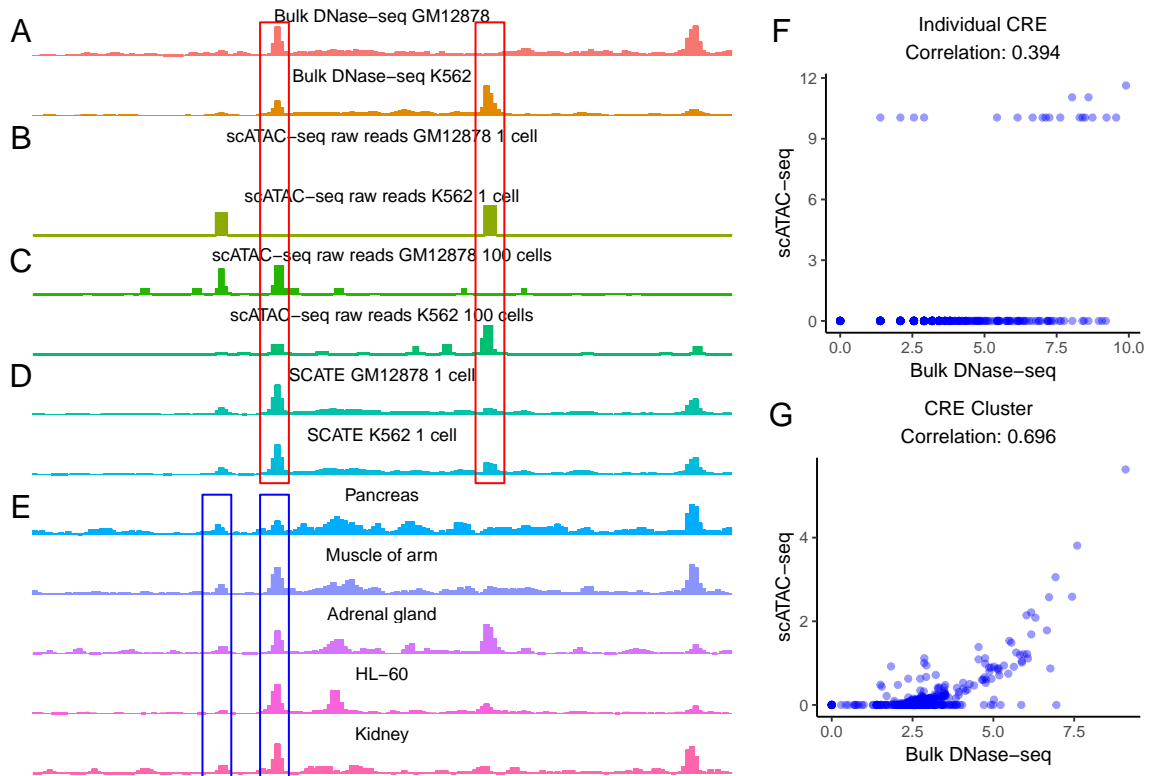 A
Bulk DNase−seq GM12878
Bulk DNase−seq K562
B
scATAC−seq raw reads GM12878 1 cell
scATAC−seq raw reads K562 1 cell
C
scATAC−seq raw reads GM12878 100 cells
scATAC−seq raw reads K562 100 cells
D
SCATE GM12878 1 cell
SCATE K562 1 cell
E
Pancreas
Muscle of arm
Adrenal gland
HL−60
Kidney
F
Individual CRE
Correlation: 0.394
scATAC−seq
12
9
6
3
0
0.0 2.5 5.0 7.5 10.0
Bulk DNase−seq
G
CRE Cluster
Correlation: 0.696
scATAC−seq
4
2
0
0.0 2.5 5.0 7.5
Bulk DNase−seq